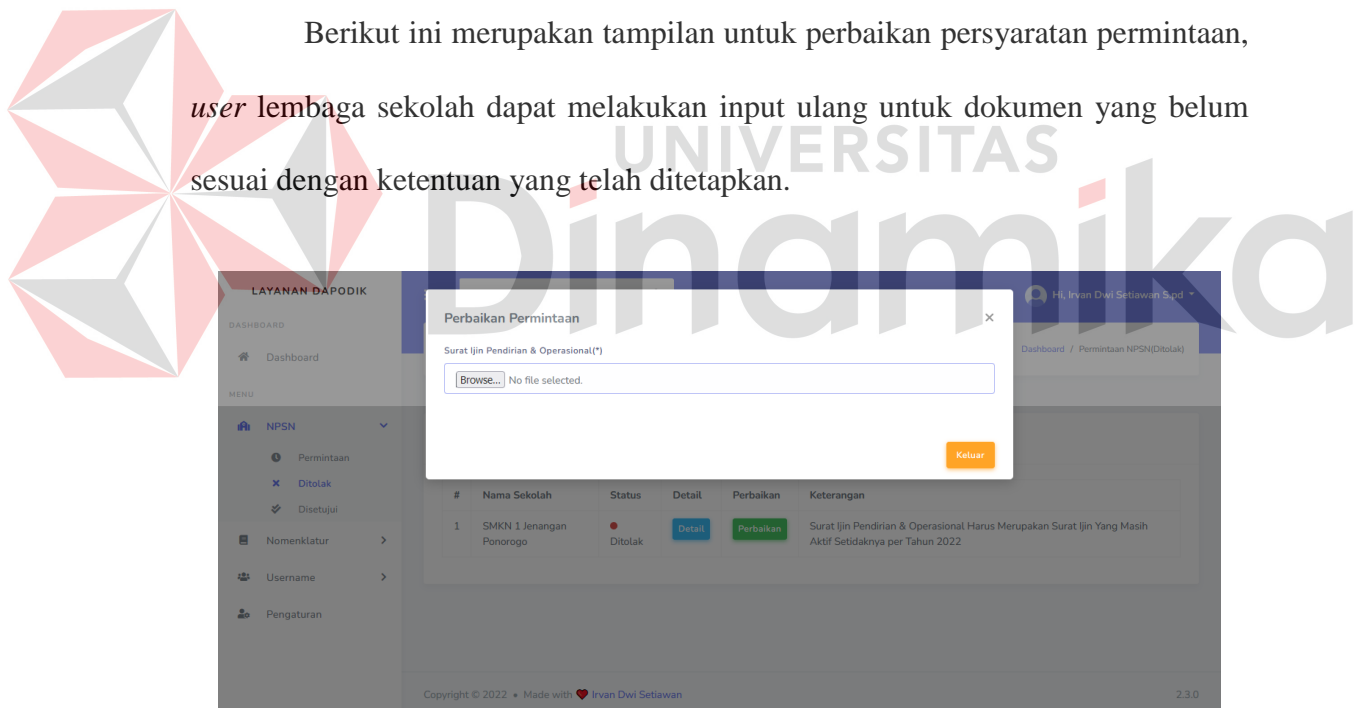 Berikut ini merupakan tampilan untuk perbaikan persyaratan permintaan,
user lembaga sekolah dapat melakukan input ulang untuk dokumen yang belum
sesuai dengan ketentuan yang telah ditetapkan.
UNIVERSITAS
Dinamika
LAYANAN DAPODIK
Hi, Irvan Dwi Setiawan S.pd
DASHBOARD
Dashboard
Dashboard / Permintaan NPSN(Ditolak)
Perbaikan Permintaan ×
Surat Ijin Pendirian & Operasional(*)
Browse... No file selected.
Keluar
MENU
NPSN
Permintaan
Ditolak
Disetujui
Nomenklatur
Username
Pengaturan
# Nama Sekolah Status Detail Perbaikan Keterangan
1 SMKN 1 Jenangan Ditolak Detail Perbaikan Surat Ijin Pendirian & Operasional Harus Merupakan Surat Ijin Yang Masih
Ponorogo Aktif Setidaknya per Tahun 2022
Copyright © 2022 • Made with ❤ Irvan Dwi Setiawan 2.3.0